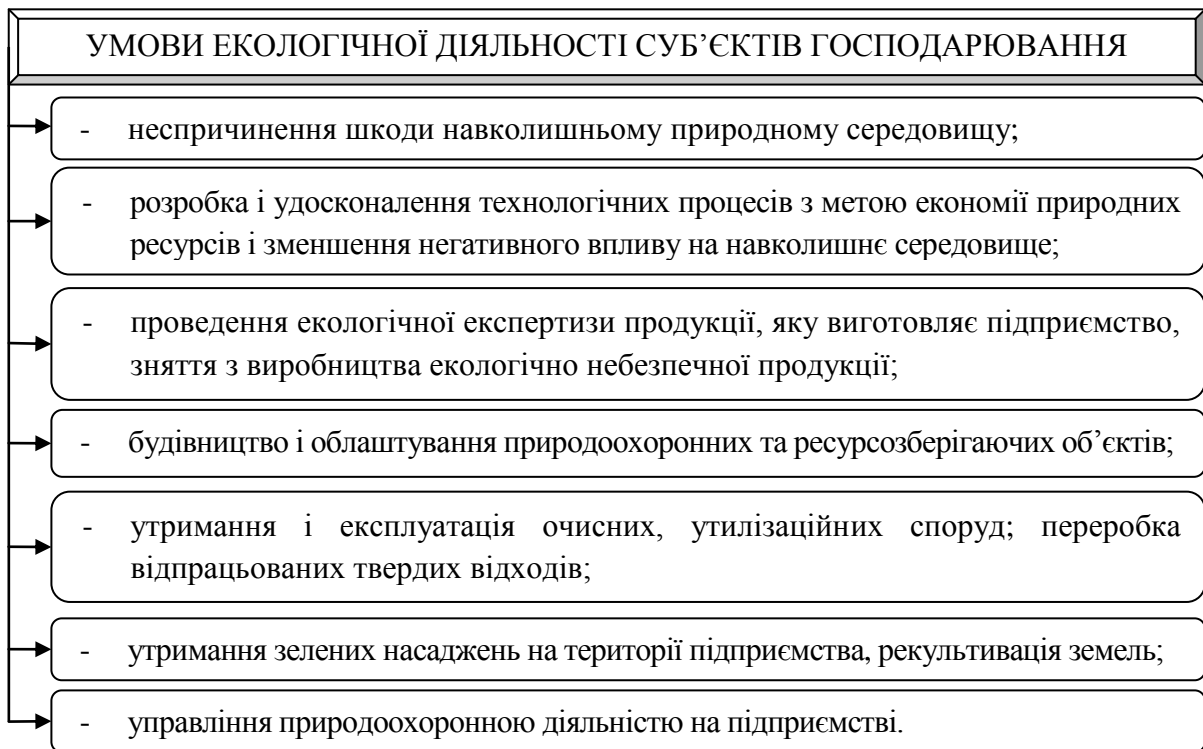 УМОВИ ЕКОЛОГІЧНОЇ ДІЯЛЬНОСТІ СУБ’ЄКТІВ ГОСПОДАРЮВАННЯ
- неспричинення шкоди навколишньому природному середовищу;
- розробка і удосконалення технологічних процесів з метою економії природних
ресурсів і зменшення негативного впливу на навколишнє середовище;
- проведення екологічної експертизи продукції, яку виготовляє підприємство,
зняття з виробництва екологічно небезпечної продукції;
- будівництво і облаштування природоохоронних та ресурсозберігаючих об’єктів;
- утримання і експлуатація очисних, утилізаційних споруд; переробка
відпрацьованих твердих відходів;
- утримання зелених насаджень на території підприємства, рекультивація земель;
- управління природоохоронною діяльністю на підприємстві.